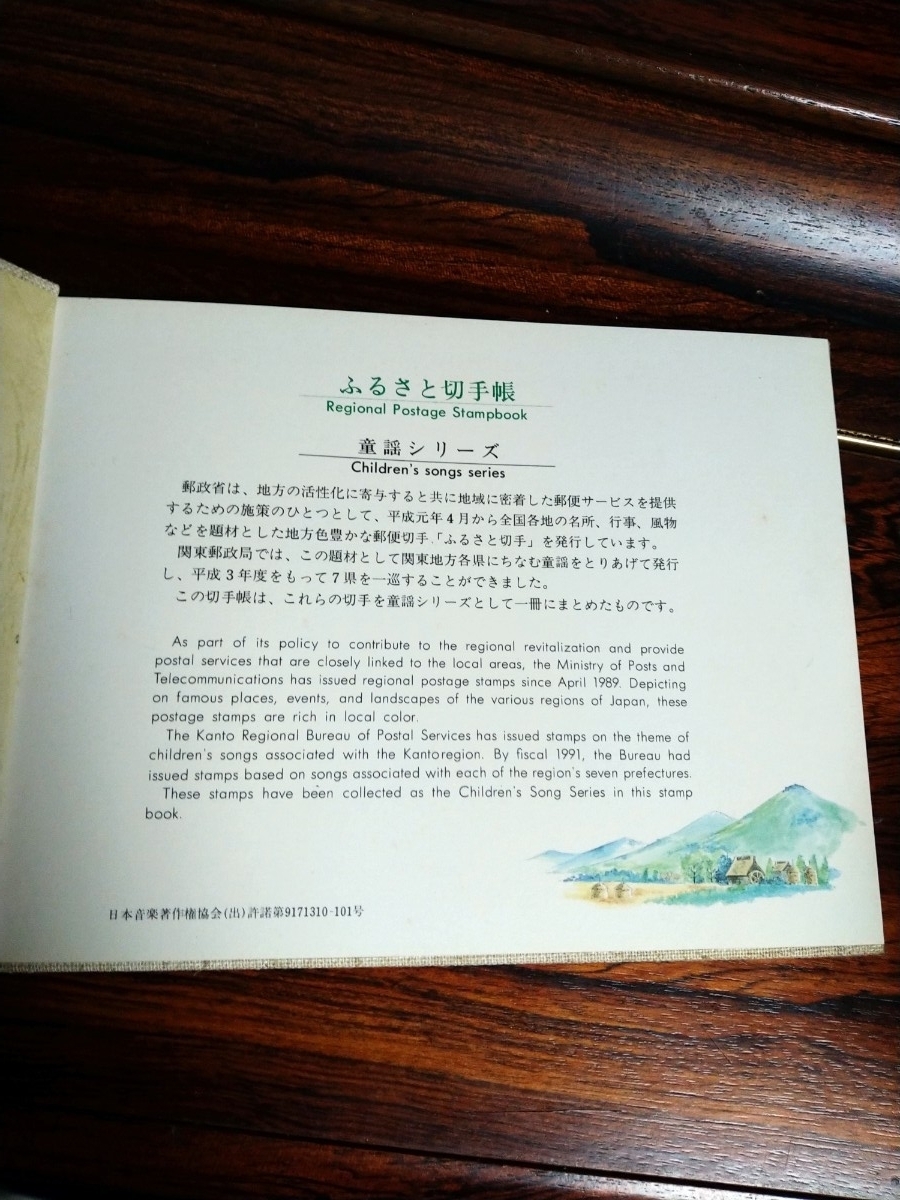 ふるさと切手帳
Regional Postage Stampbook
童謡シリーズ
Children's songs series
郵政省は、地方の活性化に寄与すると共に地域に密着した郵便サービスを提供
するための施策のひとつとして、平成元年4月から全国各地の名所、行事、風物
などを題材とした地方色豊かな郵便切手「ふるさと切手」を発行しています。
関東郵政局では、この題材として関東地方各県にちなむ童謡をとりあげて発行
し、平成3年度をもって7県を一巡することができました。
この切手帳は、これらの切手を童謡シリーズとして一冊にまとめたものです。
As part of its policy to contribute to the regional revitalization and provide
postal services that are closely linked to the local areas, the Ministry of Posts and
Telecommunications has issued regional postage stamps since April 1989. Depicting
on famous places, events, and landscapes of the various regions of Japan, these
postage stamps are rich in local color.
The Kanto Regional Bureau of Postal Services has issued stamps on the theme of
children's songs associated with the Kantoregion. By fiscal 1991, the Bureau had
issued stamps based on songs associated with each of the region's seven prefectures.
These stamps have been collected as the Children's Song Series in this stamp
book.
日本音楽著作権協会(出)許諾第9171310-101号